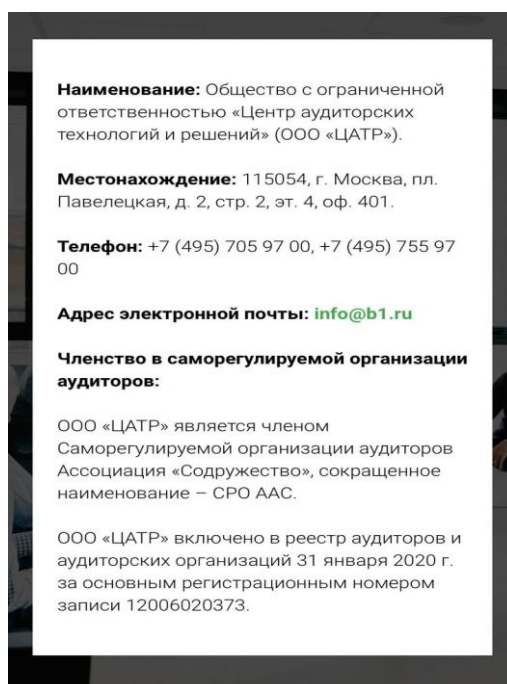 Наименование: Общество с ограниченной
ответственностью «Центр аудиторских
технологий и решений» (ООО «ЦАТР»).
Местонахождение: 115054, г. Москва, пл.
Павелецкая, д. 2, стр. 2, эт. 4, оф. 401.
Телефон: +7 (495) 705 97 00, +7 (495) 755 97
00
Адрес электронной почты: info@b1.ru
Членство в саморегулируемой организации
аудиторов:
ООО «ЦАТР» является членом
Саморегулируемой организации аудиторов
Ассоциация «Содружество», сокращенное
наименование – СРО ААС.
ООО «ЦАТР» включено в реестр аудиторов и
аудиторских организаций 31 января 2020 г.
за основным регистрационным номером
записи 12006020373.